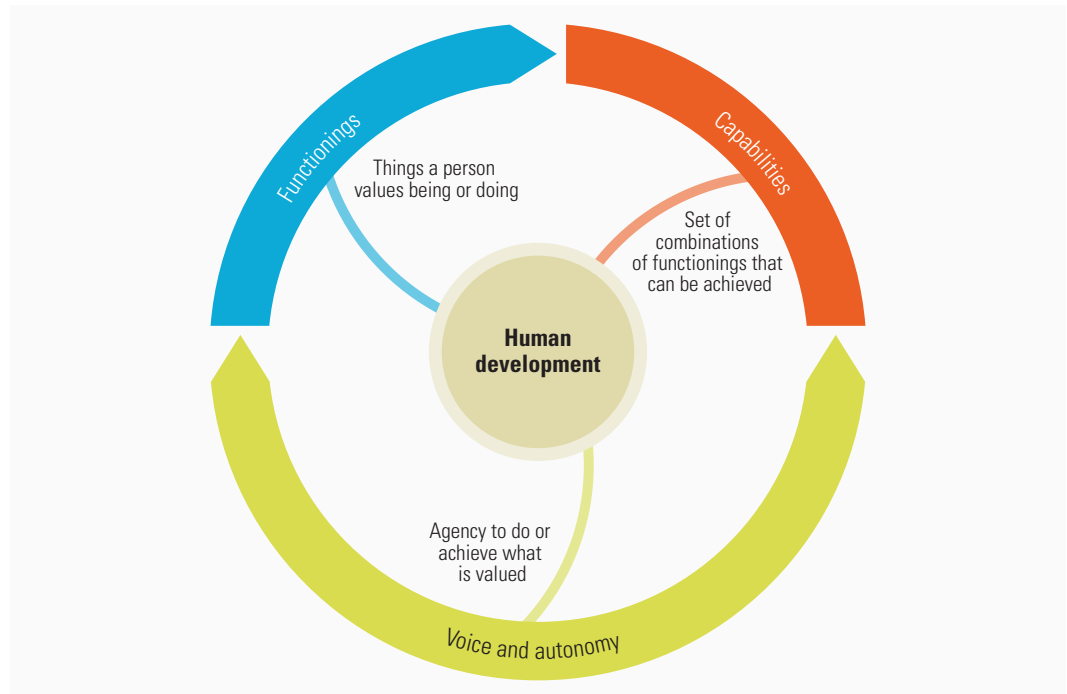 Functionings
Things a person
values being or doing
Capabilities
Set of
combinations
of functionings that
can be achieved
Human
development
Agency to do or
achieve what
is valued
Voice and autonomy